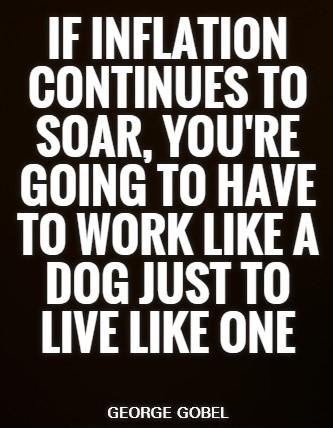 IF INFLATION
CONTINUES TO
SOAR, YOU'RE
GOING TO HAVE
TO WORK LIKE A
DOG JUST TO
LIVE LIKE ONE
GEORGE GOBEL